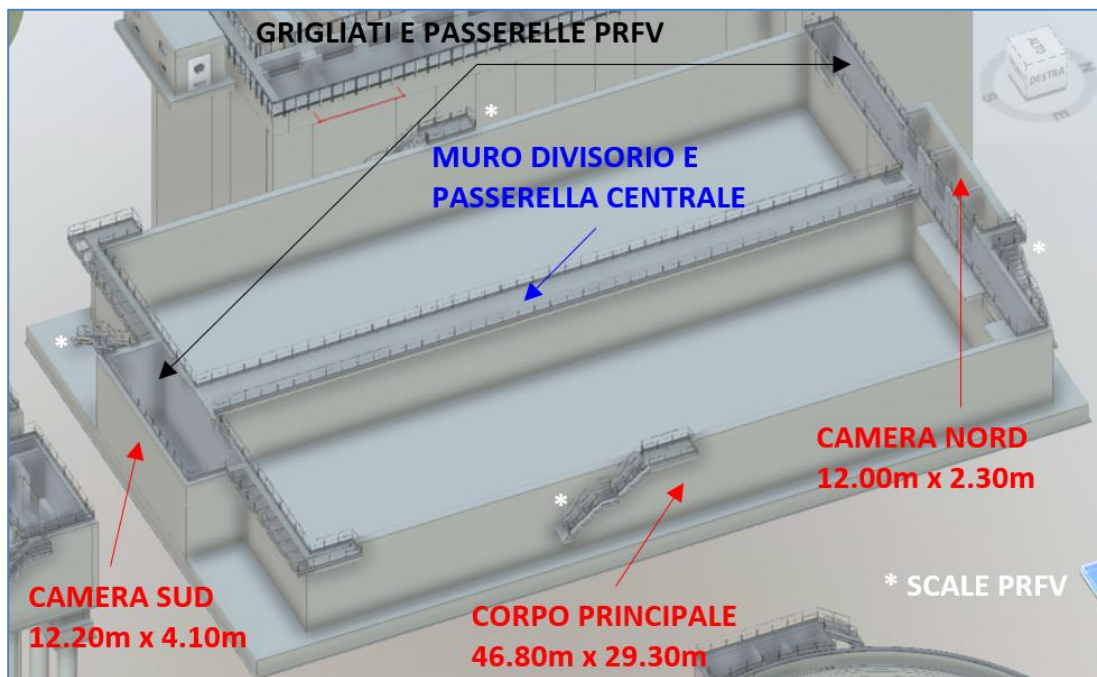 GRIGLIATI E PASSERELLE PRFV
ALTO
DESTRA
N
S
E
*
MURO DIVISORIO E
PASSERELLA CENTRALE
*
*
*
CAMERA NORD
12.00m x 2.30m
* SCALE PRFV
CAMERA SUD
12.20m x 4.10m
CORPO PRINCIPALE
46.80m x 29.30m